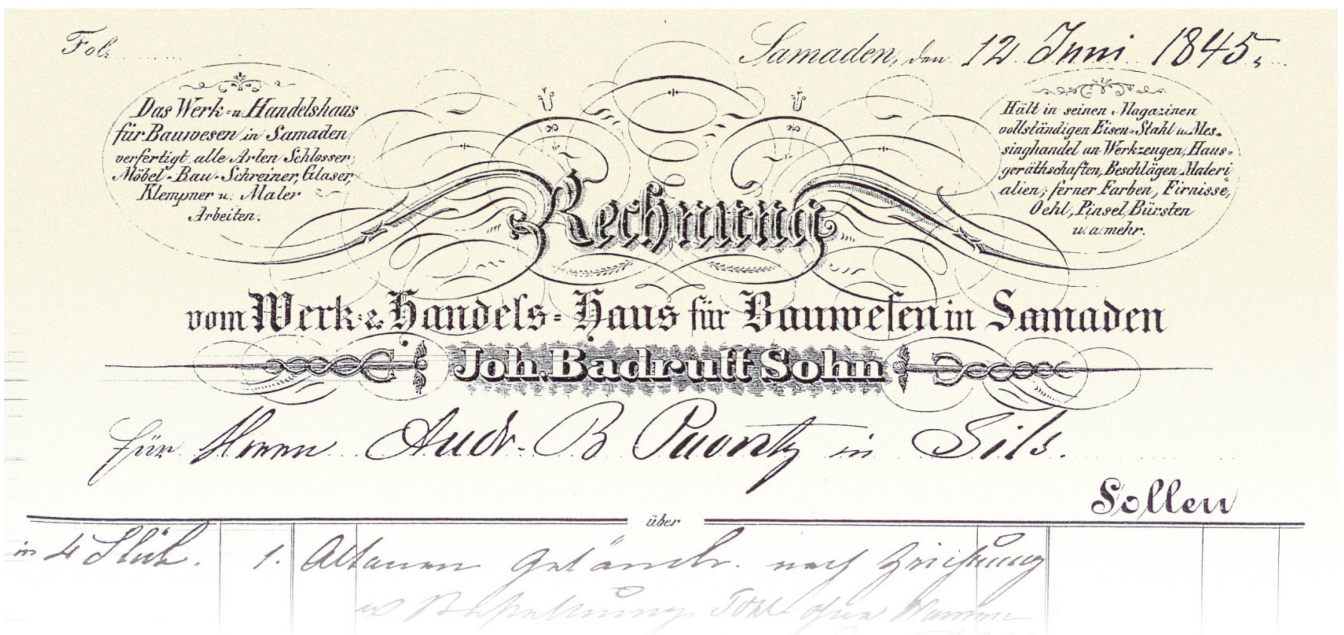 Fol.
Samaden, den 12. Juni 1845.
Das Werk- u. Handelshaus
für Bauwesen in Samaden
verfertigt alle Arten Schlosser,
Möbel-Bau-Schreiner, Glaser,
Klempner u. Maler
Arbeiten.
Hält in seinen Magazinen
vollständigen Eisen-Stahl u. Mes-
singhandel an Werkzeugen, Haus-
geräthschaften, Beschlägen Materi
alien, ferner Farben, Firnisse,
Oehl, Pinsel, Bürsten
u. a. mehr.
Rechnung
vom Werk- & Handels-Haus für Bauwesen in Samaden
Joh. Badrutt Sohn
für Herrn Andr. B Puonty in Sils.
Sollen
über
in 4 Stük. 1. Altanen Geländr. nach Zeichnung